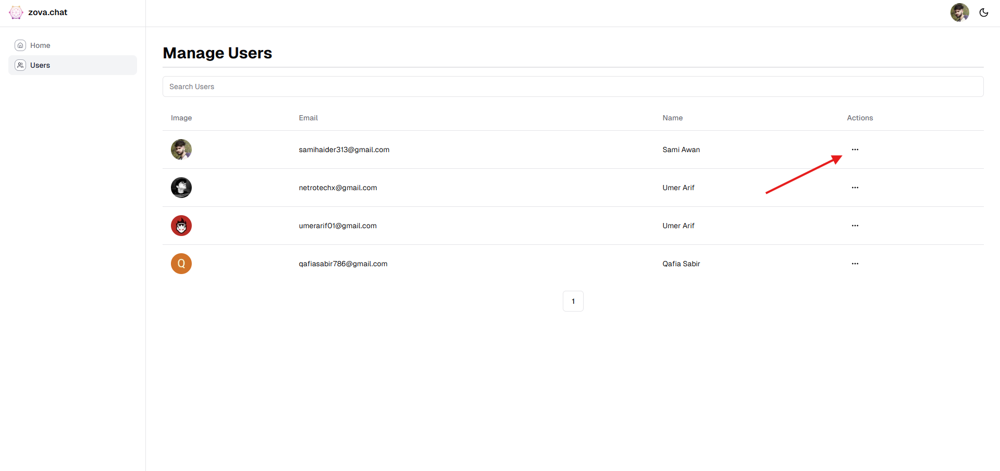 zova.chat
Home
Users
Manage Users
Search Users
Image Email Name Actions
samihaider313@gmail.com Sami Awan ···
netrotechx@gmail.com Umer Arif ···
umerarif01@gmail.com Umer Arif ···
Q qafiasabir786@gmail.com Qafia Sabir ···
1